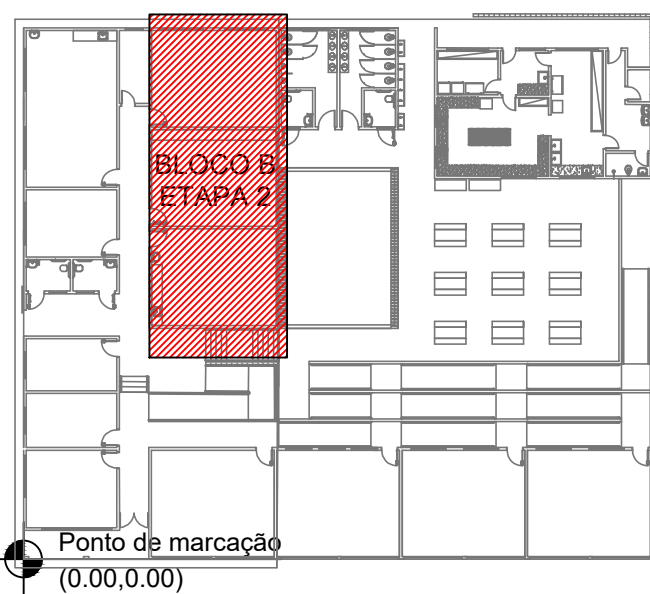 BLOCO B
ETAPA 2
Ponto de marcação
(0.00,0.00)